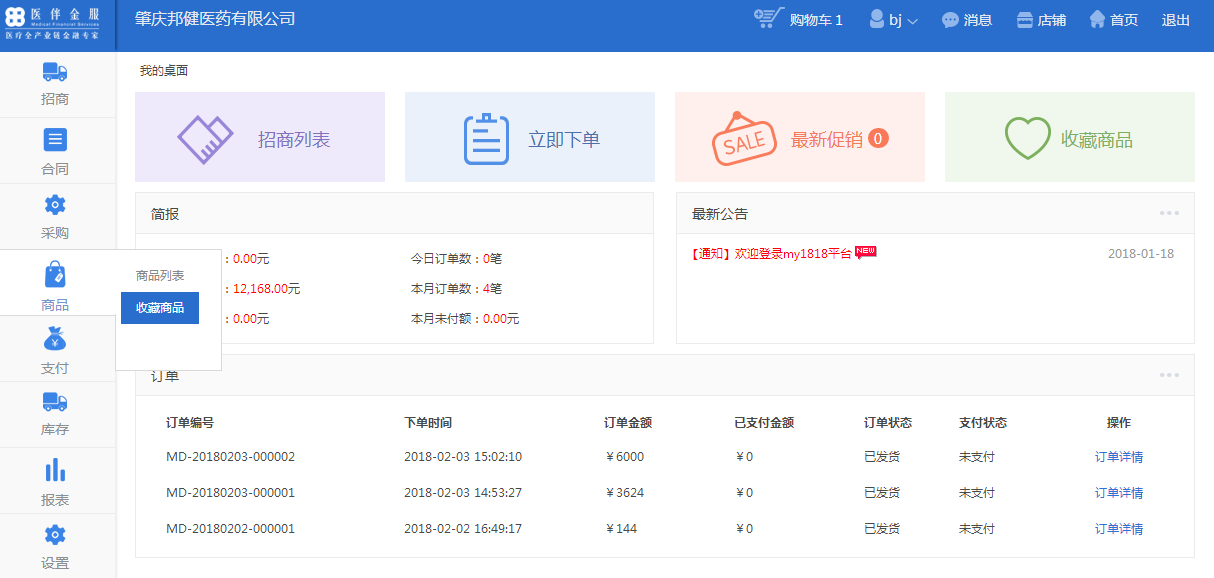 医伴金服
Medical Financial Services
医疗全产业链金融专家
肇庆邦健医药有限公司
购物车 1
bj
消息
店铺
首页
退出
招商
合同
采购
商品
支付
库存
报表
设置
商品列表
收藏商品
我的桌面
招商列表
立即下单
SALE
最新促销 0
收藏商品
简报
：0.00元 今日订单数：0笔
：12,168.00元 本月订单数：4笔
：0.00元 本月未付额：0.00元
最新公告
【通知】欢迎登录my1818平台 NEW 2018-01-18
订单
订单编号 下单时间 订单金额 已支付金额 订单状态 支付状态 操作
MD-20180203-000002 2018-02-03 15:02:10 ￥6000 ￥0 已发货 未支付 订单详情
MD-20180203-000001 2018-02-03 14:53:27 ￥3624 ￥0 已发货 未支付 订单详情
MD-20180202-000001 2018-02-02 16:49:17 ￥144 ￥0 已发货 未支付 订单详情